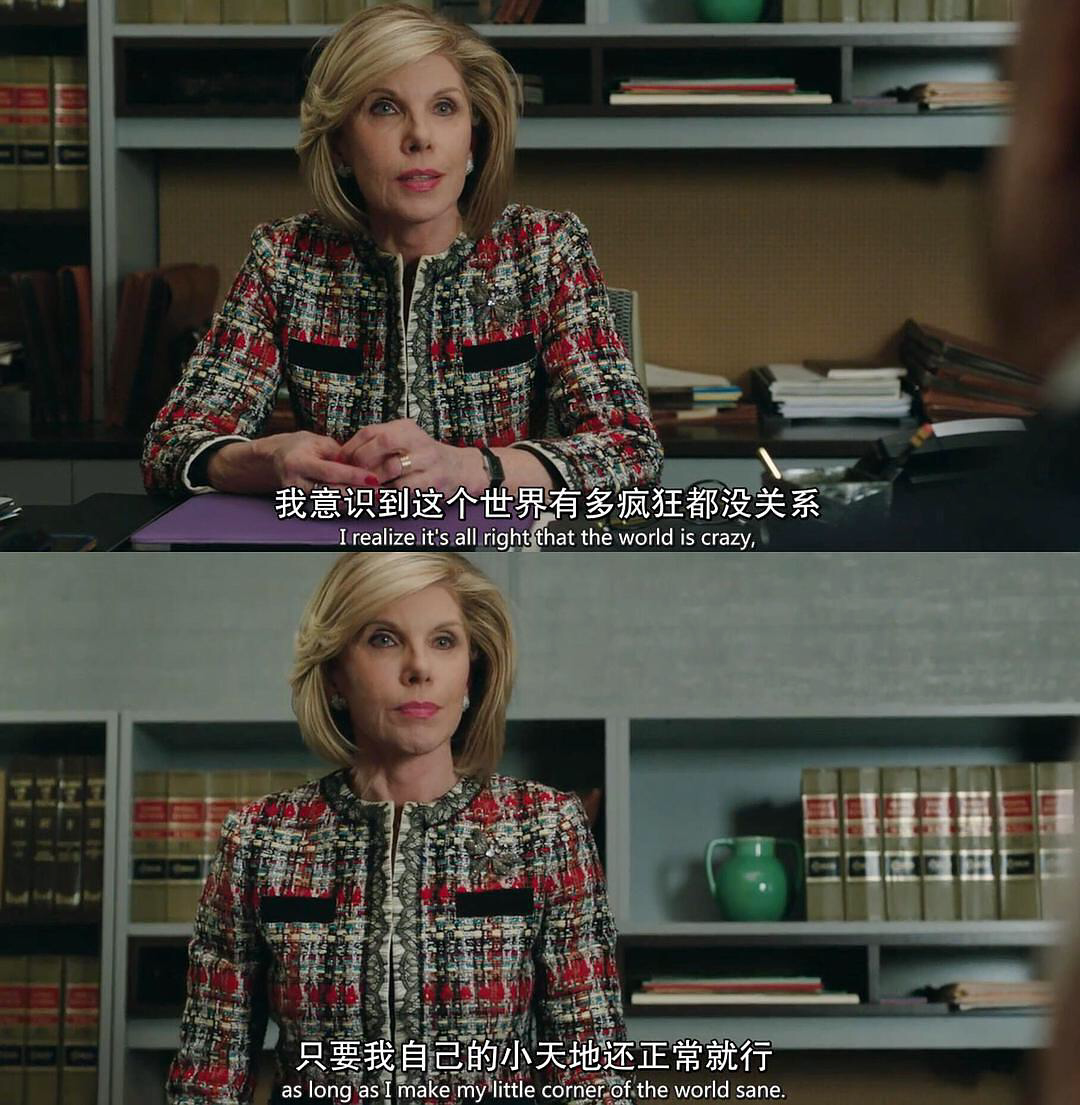 我意识到这个世界有多疯狂都没关系
I realize it's all right that the world is crazy,
只要我自己的小天地还正常就行
as long as I make my little corner of the world sane.